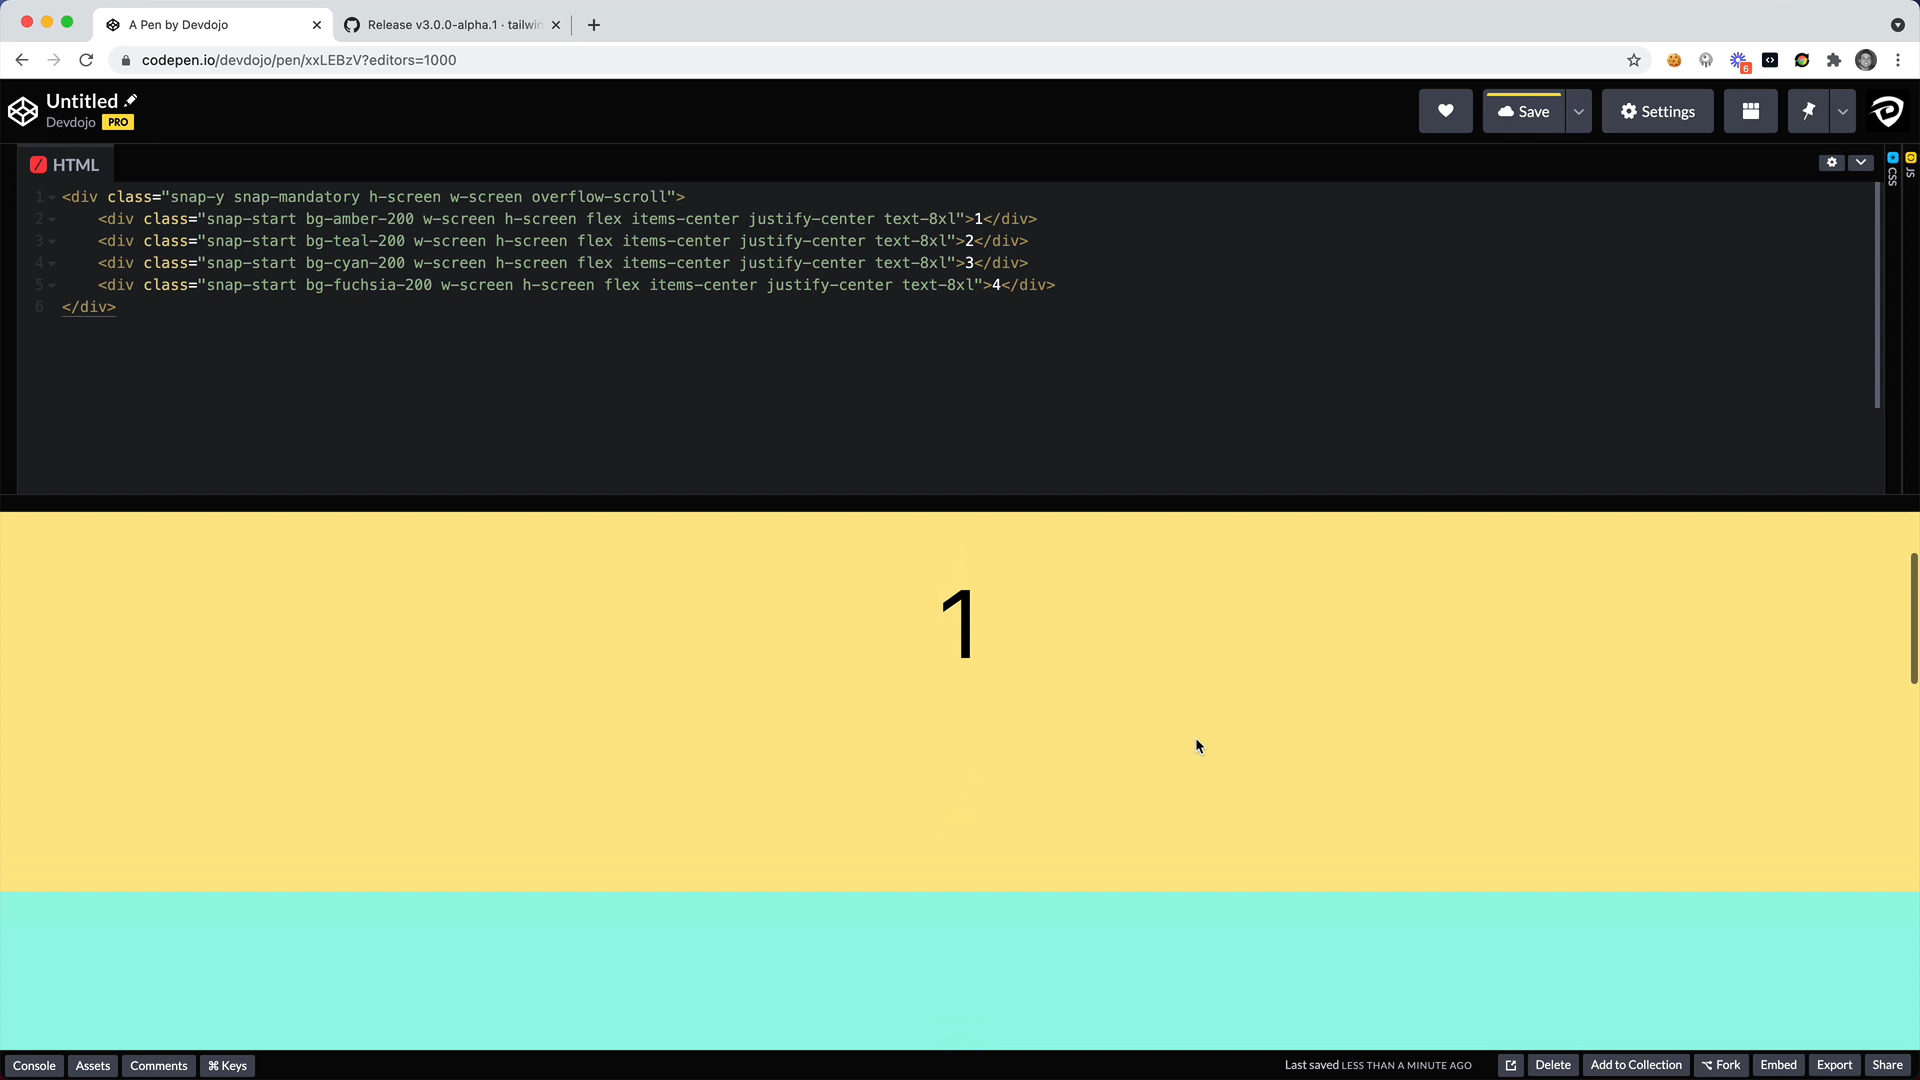 A Pen by Devdojo
Release v3.0.0-alpha.1 · tailwin
codepen.io/devdojo/pen/xxLEBzV?editors=1000
6
Untitled
Devdojo PRO
Save
Settings
HTML
CSS
JS
1 <div class="snap-y snap-mandatory h-screen w-screen overflow-scroll">
2 <div class="snap-start bg-amber-200 w-screen h-screen flex items-center justify-center text-8xl">1</div>
3 <div class="snap-start bg-teal-200 w-screen h-screen flex items-center justify-center text-8xl">2</div>
4 <div class="snap-start bg-cyan-200 w-screen h-screen flex items-center justify-center text-8xl">3</div>
5 <div class="snap-start bg-fuchsia-200 w-screen h-screen flex items-center justify-center text-8xl">4</div>
6 </div>
1
Console Assets Comments ⌘ Keys Last saved LESS THAN A MINUTE AGO Delete Add to Collection ⌥ Fork Embed Export Share